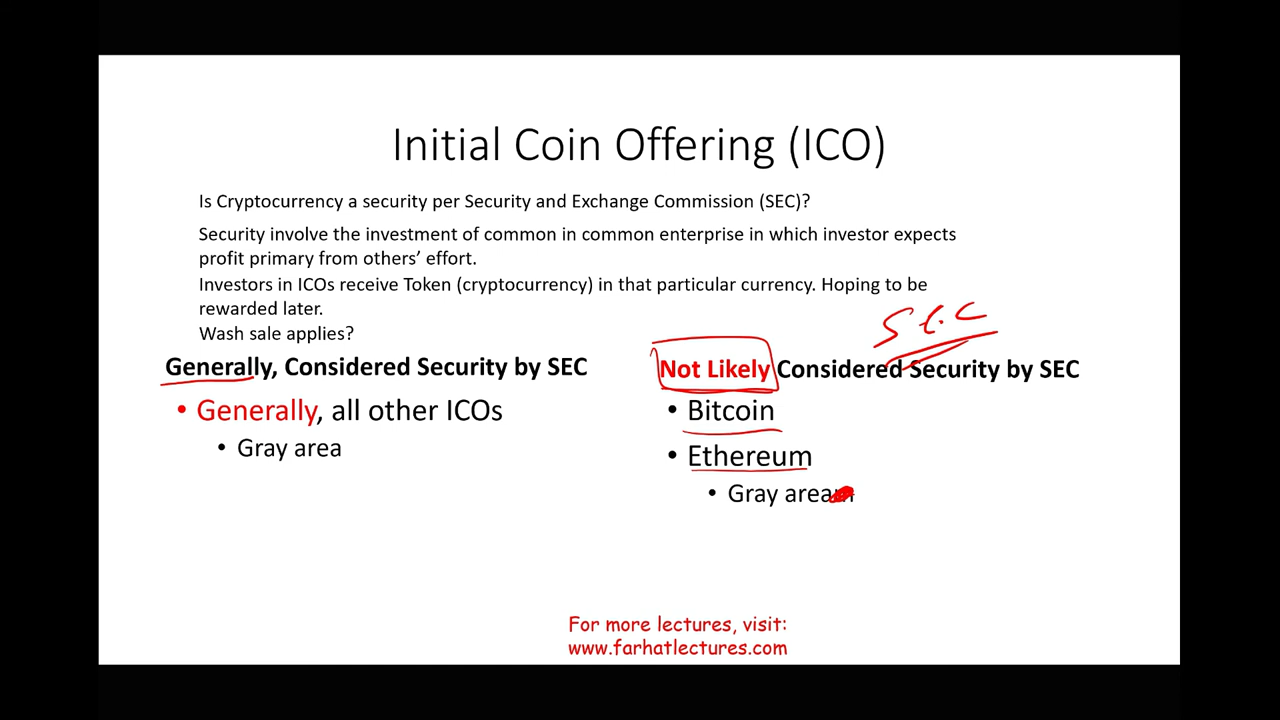 Initial Coin Offering (ICO)
Is Cryptocurrency a security per Security and Exchange Commission (SEC)?
Security involve the investment of common in common enterprise in which investor expects
profit primary from others’ effort.
Investors in ICOs receive Token (cryptocurrency) in that particular currency. Hoping to be
rewarded later.
Wash sale applies?
SEC
Generally, Considered Security by SEC
• Generally, all other ICOs
• Gray area
Not Likely Considered Security by SEC
• Bitcoin
• Ethereum
• Gray area
For more lectures, visit:
www.farhatlectures.com